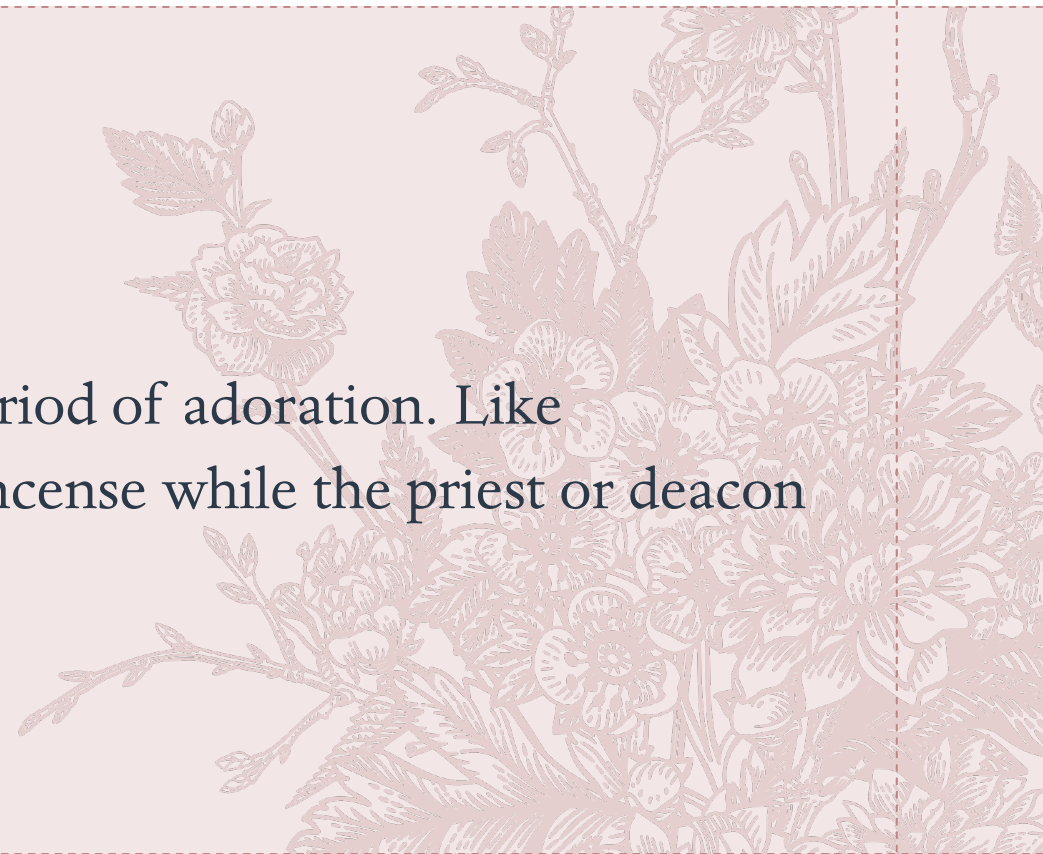 riod of adoration. Like
ncense while the priest or deacon